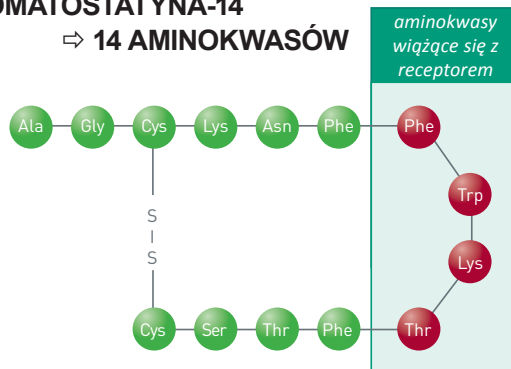 OMATOSTATYNA-14
⇨ 14 AMINOKWASÓW
aminokwasy
wiążące się z
receptorem
Ala Gly Cys Lys Asn Phe Phe
Trp
S
I
S
Lys
Cys Ser Thr Phe Thr